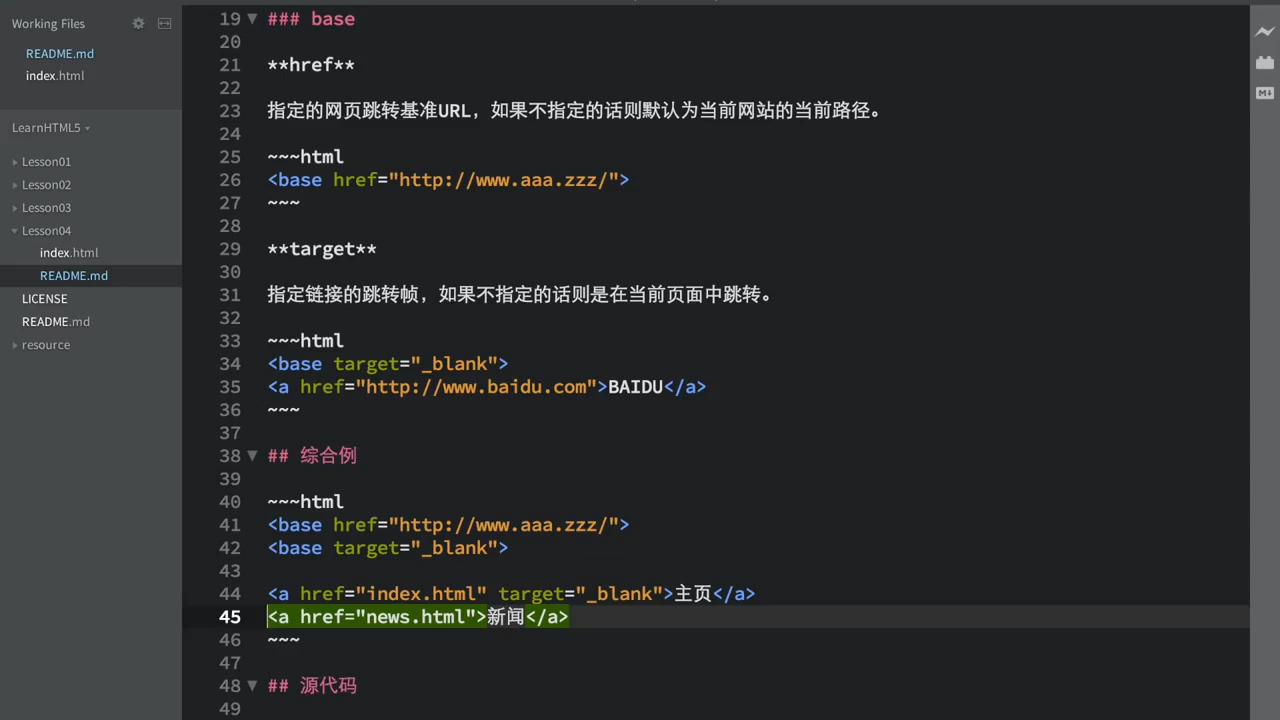 Working Files
README.md
index.html
LearnHTML5
Lesson01
Lesson02
Lesson03
Lesson04
index.html
README.md
LICENSE
README.md
resource
19 ### base
20
21 **href**
22
23 指定的网页跳转基准URL，如果不指定的话则默认为当前网站的当前路径。
24
25 ~~~html
26 <base href="http://www.aaa.zzz/">
27 ~~~
28
29 **target**
30
31 指定链接的跳转帧，如果不指定的话则是在当前页面中跳转。
32
33 ~~~html
34 <base target="_blank">
35 <a href="http://www.baidu.com">BAIDU</a>
36 ~~~
37
38 ## 综合例
39
40 ~~~html
41 <base href="http://www.aaa.zzz/">
42 <base target="_blank">
43
44 <a href="index.html" target="_blank">主页</a>
45 <a href="news.html">新闻</a>
46 ~~~
47
48 ## 源代码
49
M↓